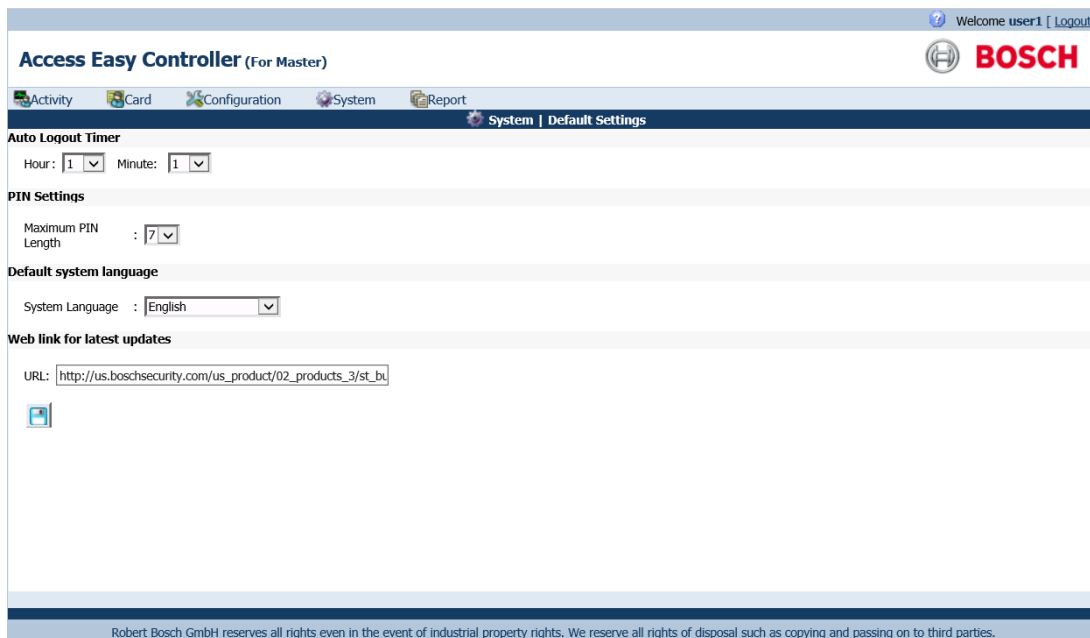 Welcome user1 [ Logout
Access Easy Controller (For Master)
BOSCH
Activity Card Configuration System Report
System | Default Settings
Auto Logout Timer
Hour : 1 Minute: 1
PIN Settings
Maximum PIN
Length : 7
Default system language
System Language : English
Web link for latest updates
URL: http://us.boschsecurity.com/us_product/02_products_3/st_bu
Robert Bosch GmbH reserves all rights even in the event of industrial property rights. We reserve all rights of disposal such as copying and passing on to third parties.